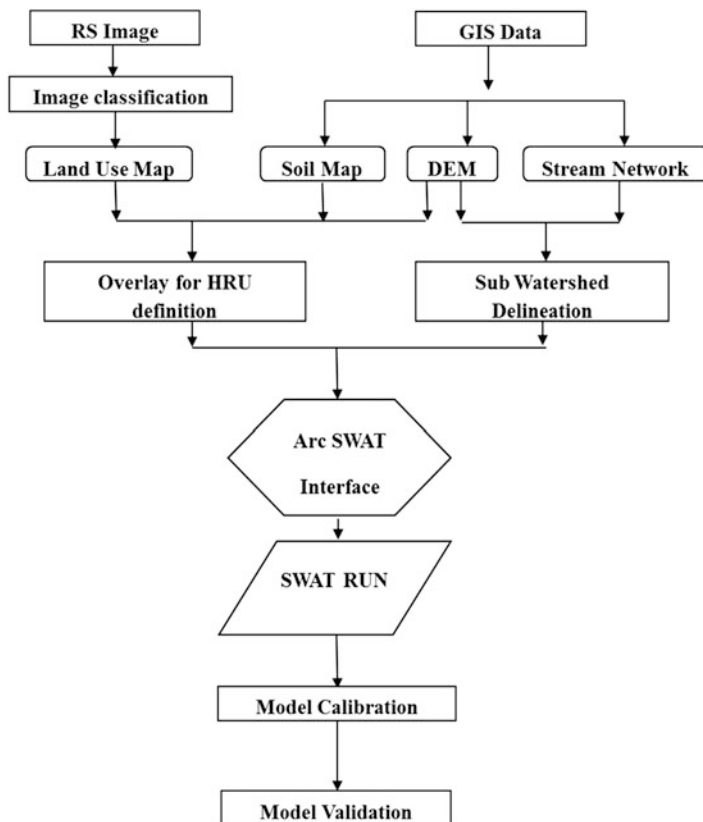 RS Image
GIS Data
Image classification
Land Use Map
Soil Map
DEM
Stream Network
Overlay for HRU
definition
Sub Watershed
Delineation
Arc SWAT
Interface
SWAT RUN
Model Calibration
Model Validation